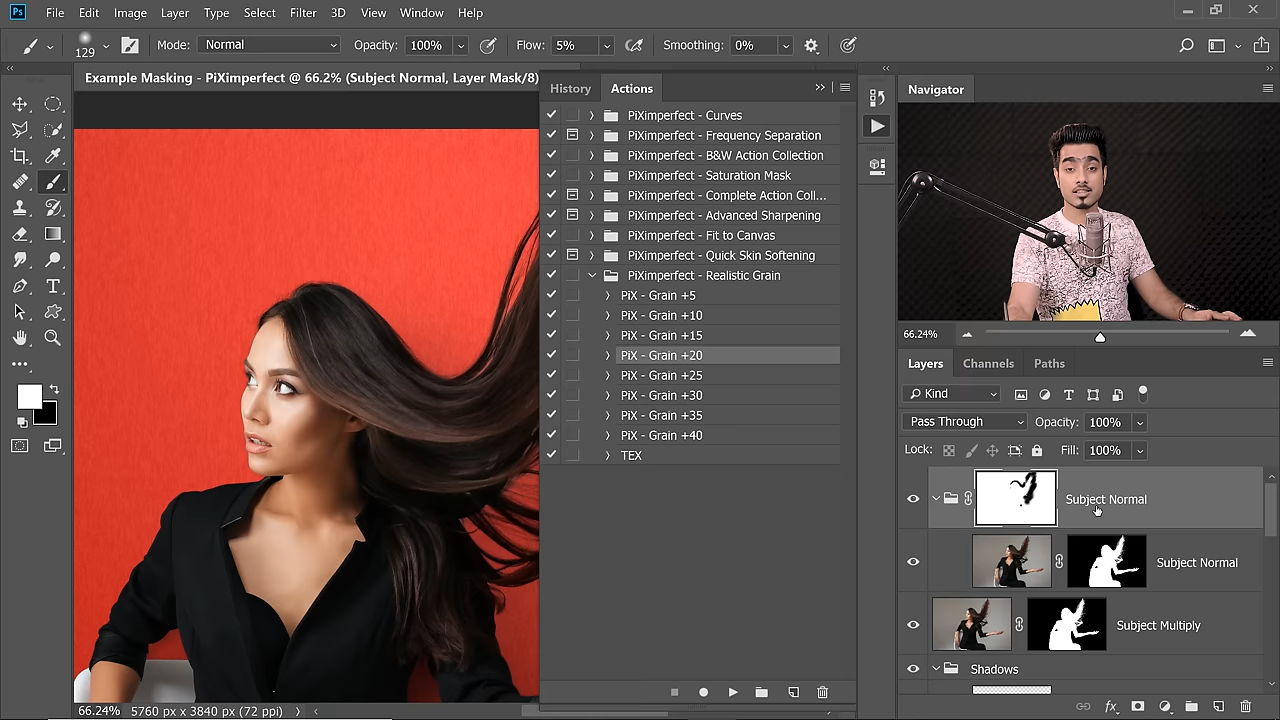 Ps File Edit Image Layer Type Select Filter 3D View Window Help
129 Mode: Normal Opacity: 100% Flow: 5% Smoothing: 0%
Example Masking - PiXimperfect @ 66.2% (Subject Normal, Layer Mask/8)
History Actions
PiXimperfect - Curves
PiXimperfect - Frequency Separation
PiXimperfect - B&W Action Collection
PiXimperfect - Saturation Mask
PiXimperfect - Complete Action Coll...
PiXimperfect - Advanced Sharpening
PiXimperfect - Fit to Canvas
PiXimperfect - Quick Skin Softening
PiXimperfect - Realistic Grain
PiX - Grain +5
PiX - Grain +10
PiX - Grain +15
PiX - Grain +20
PiX - Grain +25
PiX - Grain +30
PiX - Grain +35
PiX - Grain +40
TEX
Navigator
66.24%
Layers Channels Paths
Kind
Pass Through Opacity: 100%
Lock: Fill: 100%
Subject Normal
Subject Normal
Subject Multiply
Shadows
66.24% 5760 px x 3840 px (72 ppi)